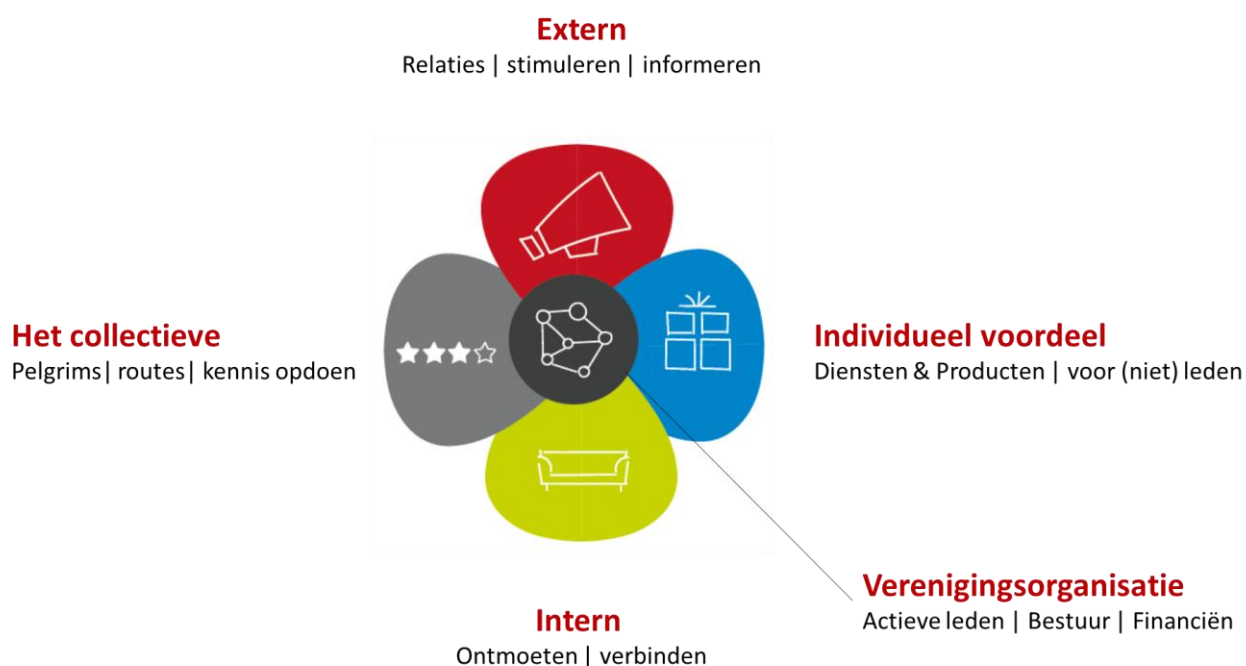 Extern
Relaties | stimuleren | informeren
Het collectieve
Pelgrims| routes| kennis opdoen
Individueel voordeel
Diensten & Producten | voor (niet) leden
Verenigingsorganisatie
Actieve leden | Bestuur | Financiën
Intern
Ontmoeten | verbinden